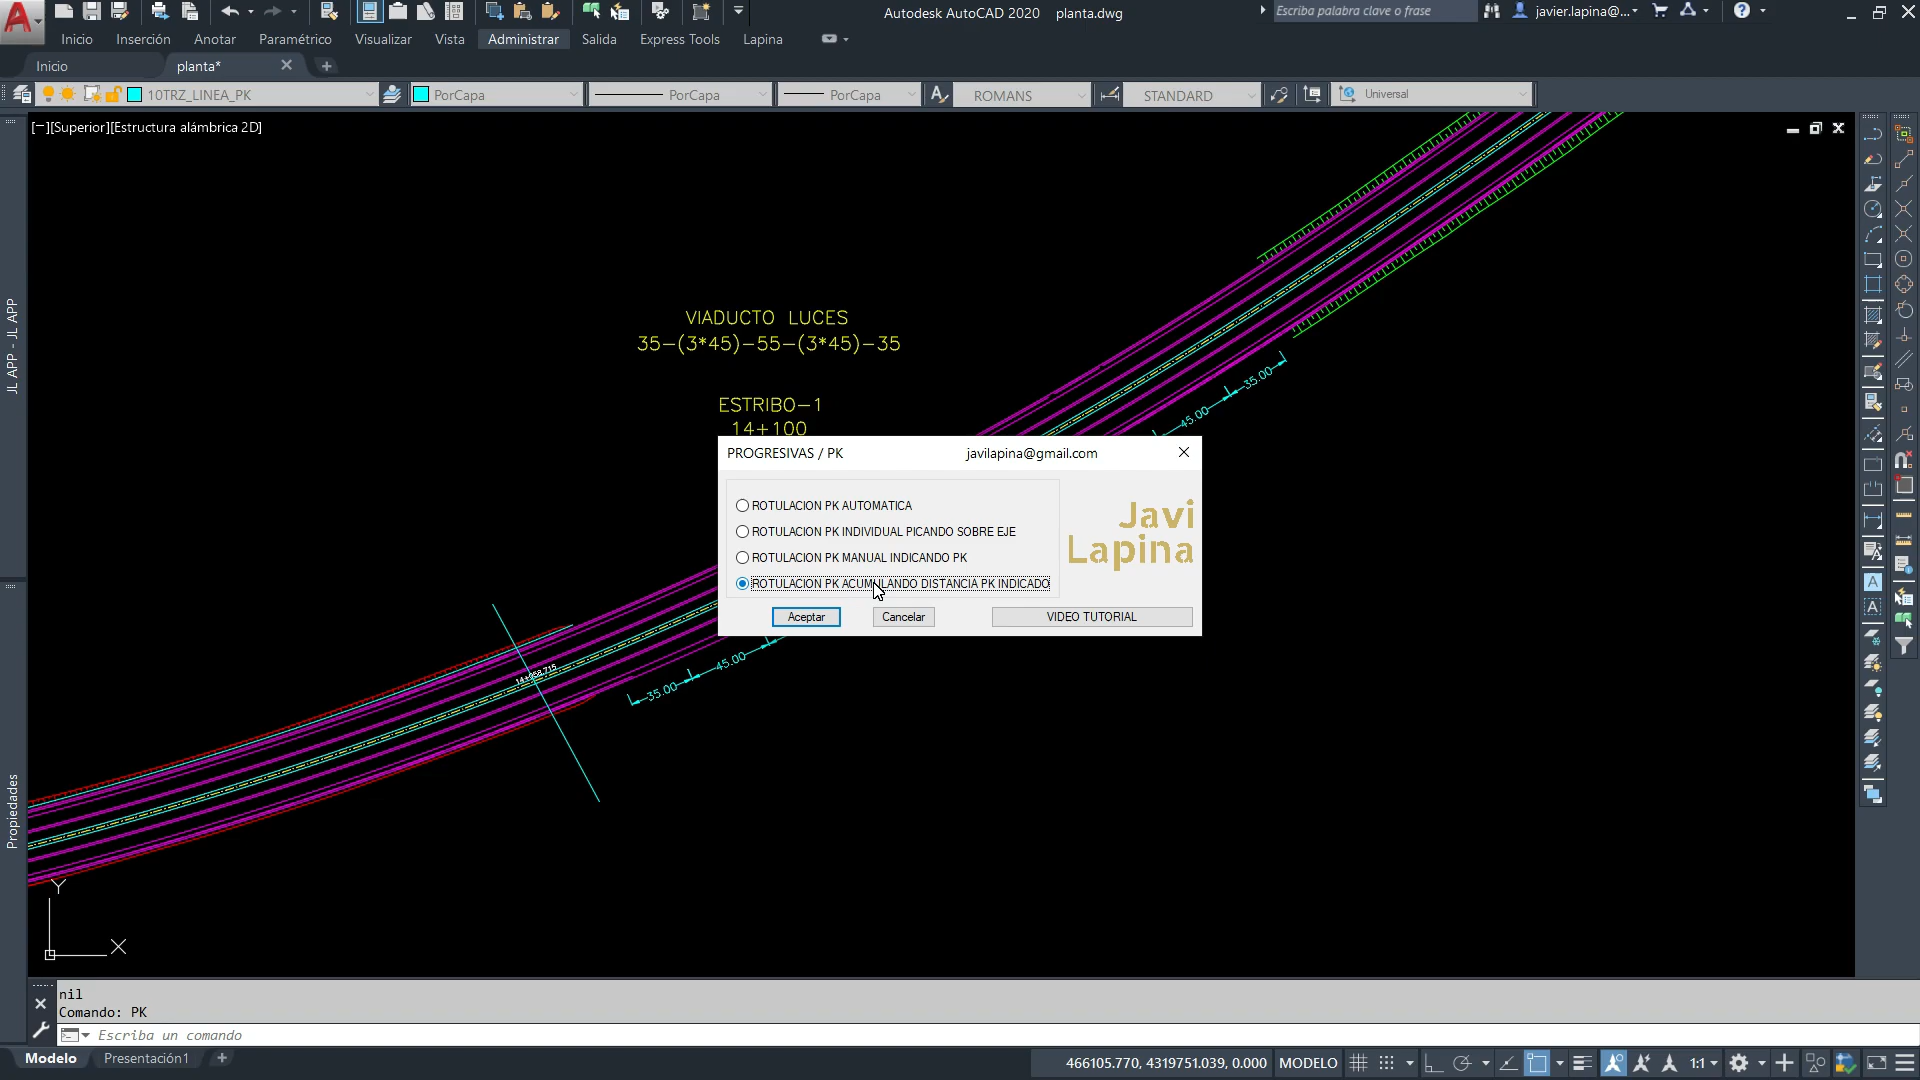 Autodesk AutoCAD 2020 planta.dwg
Escriba palabra clave o frase
javier.lapina@...
Inicio Inserción Anotar Paramétrico Visualizar Vista Administrar Salida Express Tools Lapina
Inicio planta*
10TRZ_LINEA_PK PorCapa PorCapa PorCapa ROMANS STANDARD Universal
[−][Superior][Estructura alámbrica 2D]
JL APP - JL APP
Propiedades
VIADUCTO LUCES
35-(3*45)-55-(3*45)-35
ESTRIBO-1
14+100
35.00
45.00
PROGRESIVAS / PK javilapina@gmail.com
ROTULACION PK AUTOMATICA
ROTULACION PK INDIVIDUAL PICANDO SOBRE EJE
ROTULACION PK MANUAL INDICANDO PK
ROTULACION PK ACUMULANDO DISTANCIA PK INDICADO
Javi
Lapina
Aceptar Cancelar VIDEO TUTORIAL
45.00
35.00
Y
X
nil
Comando: PK
Escriba un comando
Modelo Presentación1
466105.770, 4319751.039, 0.000 MODELO 1:1